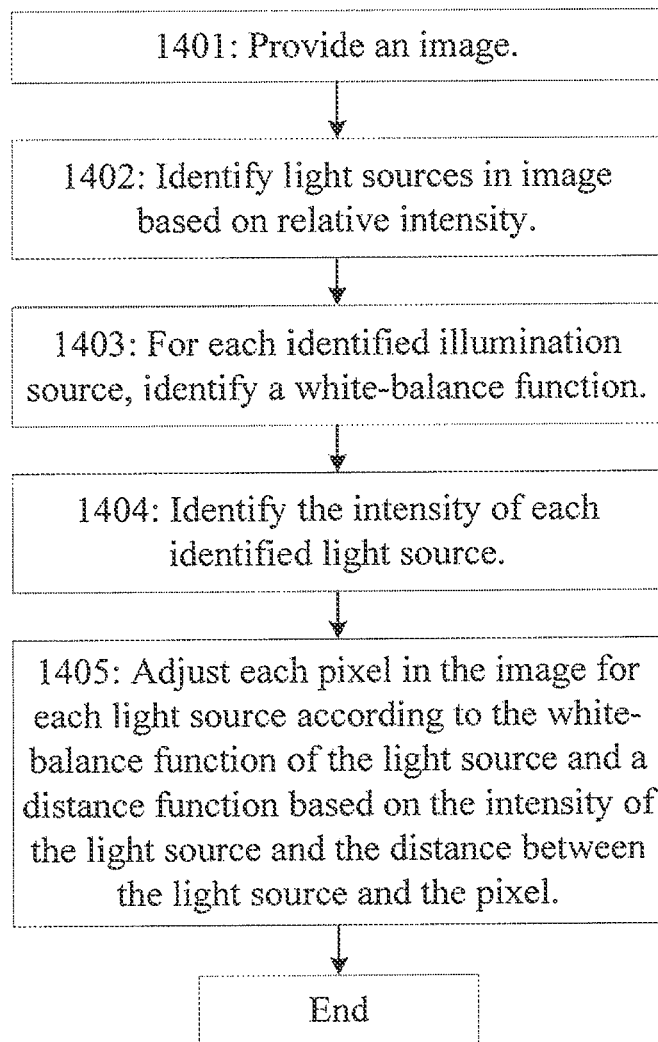 1401: Provide an image.
1402: Identify light sources in image
based on relative intensity.
1403: For each identified illumination
source, identify a white-balance function.
1404: Identify the intensity of each
identified light source.
1405: Adjust each pixel in the image for
each light source according to the white-
balance function of the light source and a
distance function based on the intensity of
the light source and the distance between
the light source and the pixel.
End